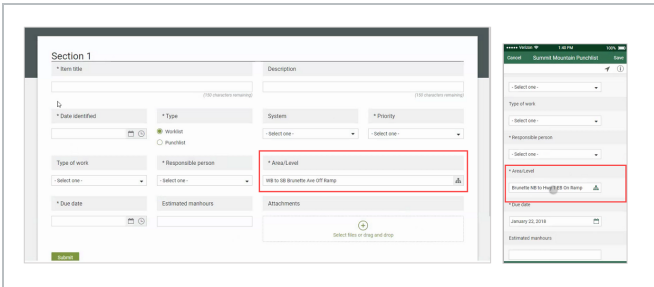 Section 1
* Item title
Description
(100 characters remaining)
(100 characters remaining)
* Date identified
* Type
System
* Priority
Worklist
Punchlist
- Select one -
- Select one -
Type of work
* Responsible person
* Area/Level
- Select one -
- Select one -
WB to SB Brunette Ave Off Ramp
* Due date
Estimated manhours
Attachments
Select files or drag and drop
Submit
Verizon
1:40 PM
100%
Cancel
Summit Mountain Punchlist
Save
- Select one -
Type of work
- Select one -
* Responsible person
- Select one -
* Area/Level
Brunette NB to Hwy 1 EB On Ramp
* Due date
January 22, 2018
Estimated manhours